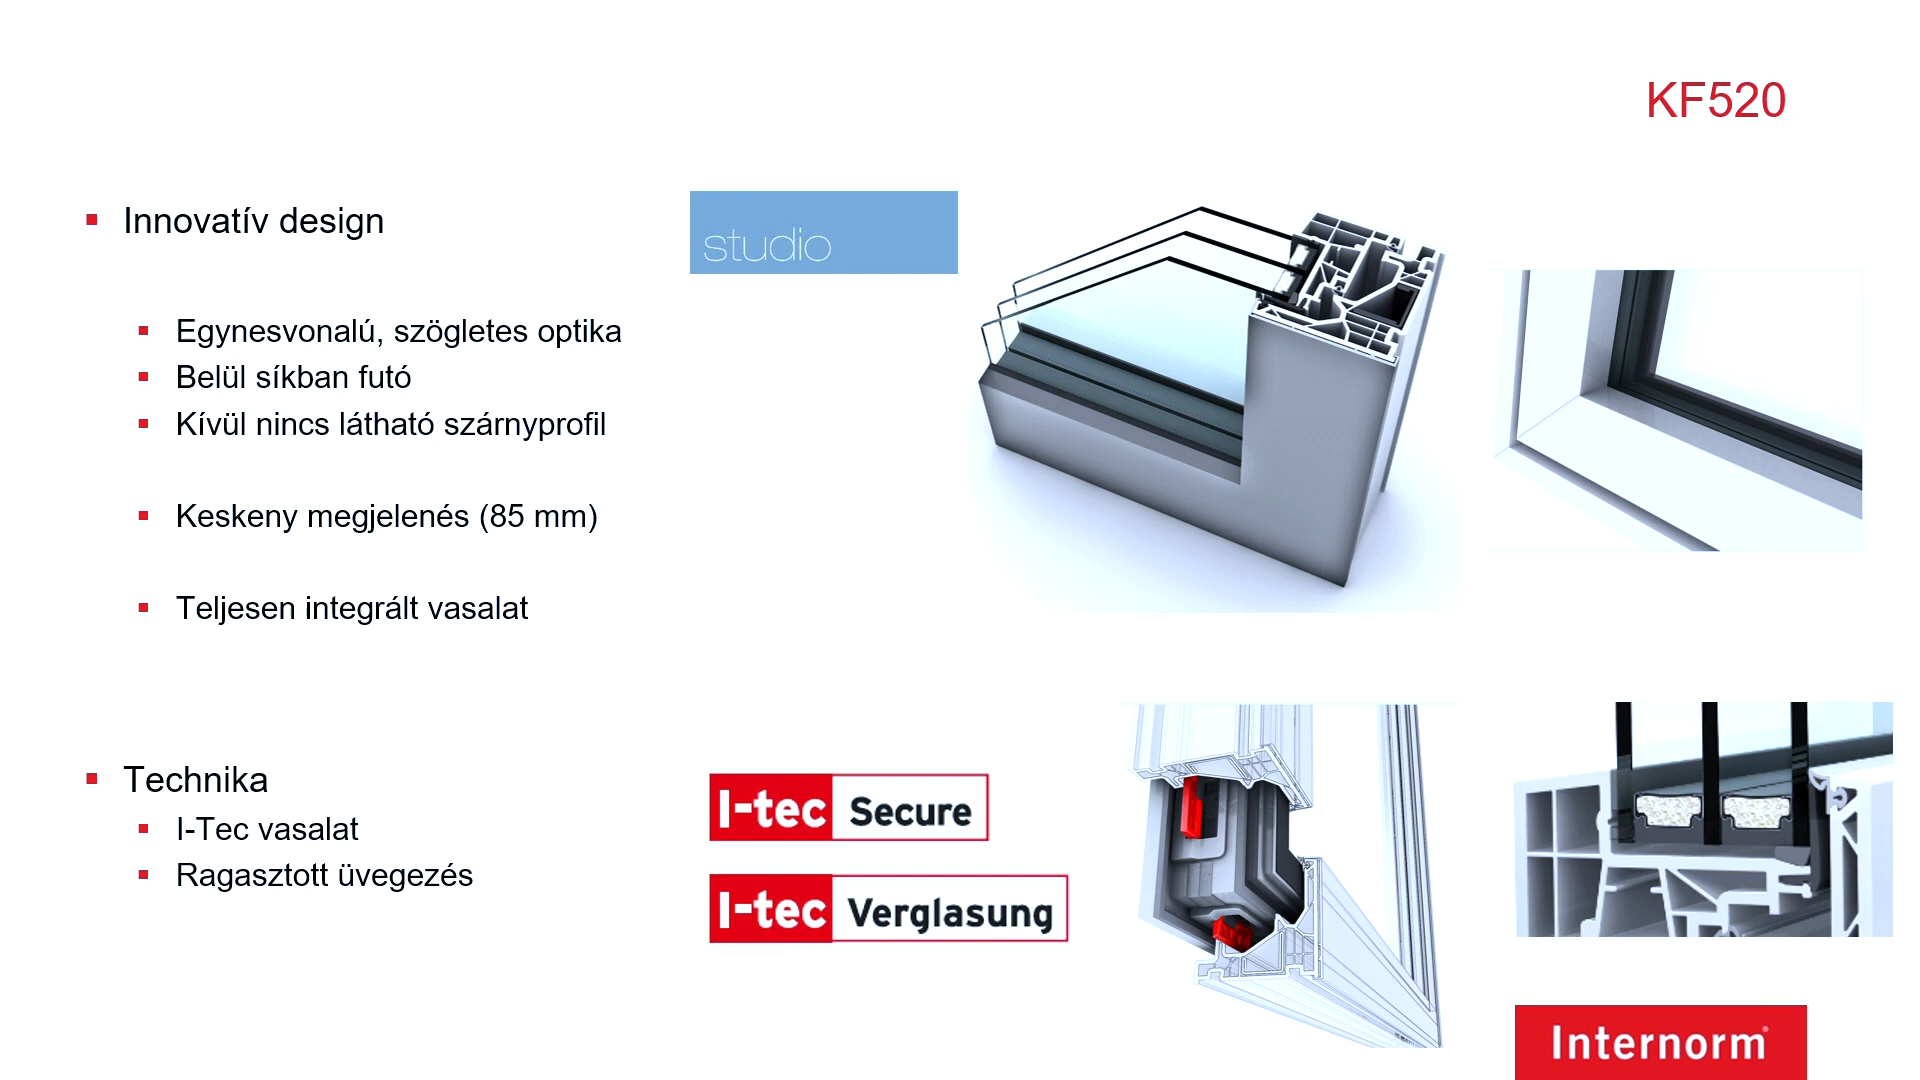 KF520
Innovatív design
studio
Egynesvonalú, szögletes optika
Belül síkban futó
Kívül nincs látható szárnyprofil
Keskeny megjelenés (85 mm)
Teljesen integrált vasalat
Technika
I-Tec vasalat
Ragasztott üvegezés
I-tec Secure
I-tec Verglasung
Internorm®